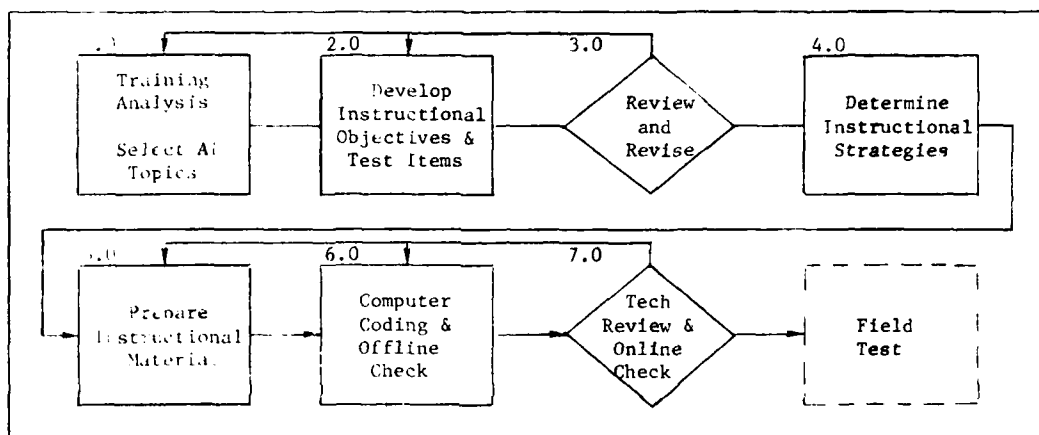 2.0
3.0
4.0
Training
Analysis
Select AI
Topics
Develop
Instructional
Objectives &
Test Items
Review
and
Revise
Determine
Instructional
Strategies
6.0
7.0
Prepare
Instructional
Material
Computer
Coding &
Offline
Check
Tech
Review &
Online
Check
Field
Test